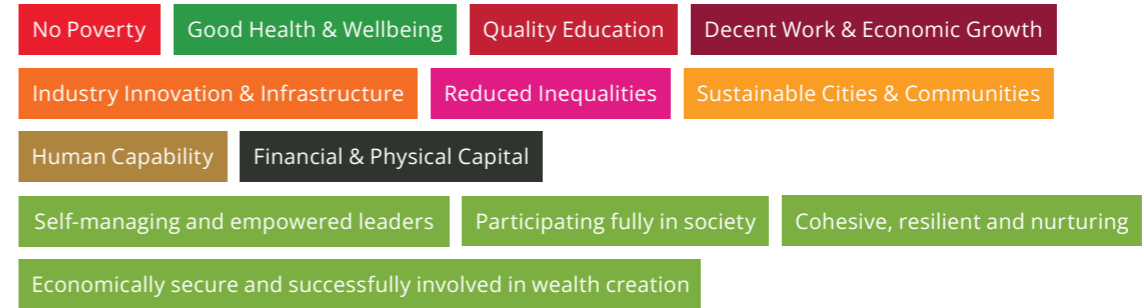 No Poverty Good Health & Wellbeing Quality Education Decent Work & Economic Growth
Industry Innovation & Infrastructure Reduced Inequalities Sustainable Cities & Communities
Human Capability Financial & Physical Capital
Self-managing and empowered leaders Participating fully in society Cohesive, resilient and nurturing
Economically secure and successfully involved in wealth creation